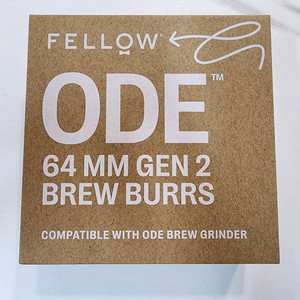 FELLOW®
ODE™
64 MM GEN 2
BREW BURRS
COMPATIBLE WITH ODE BREW GRINDER